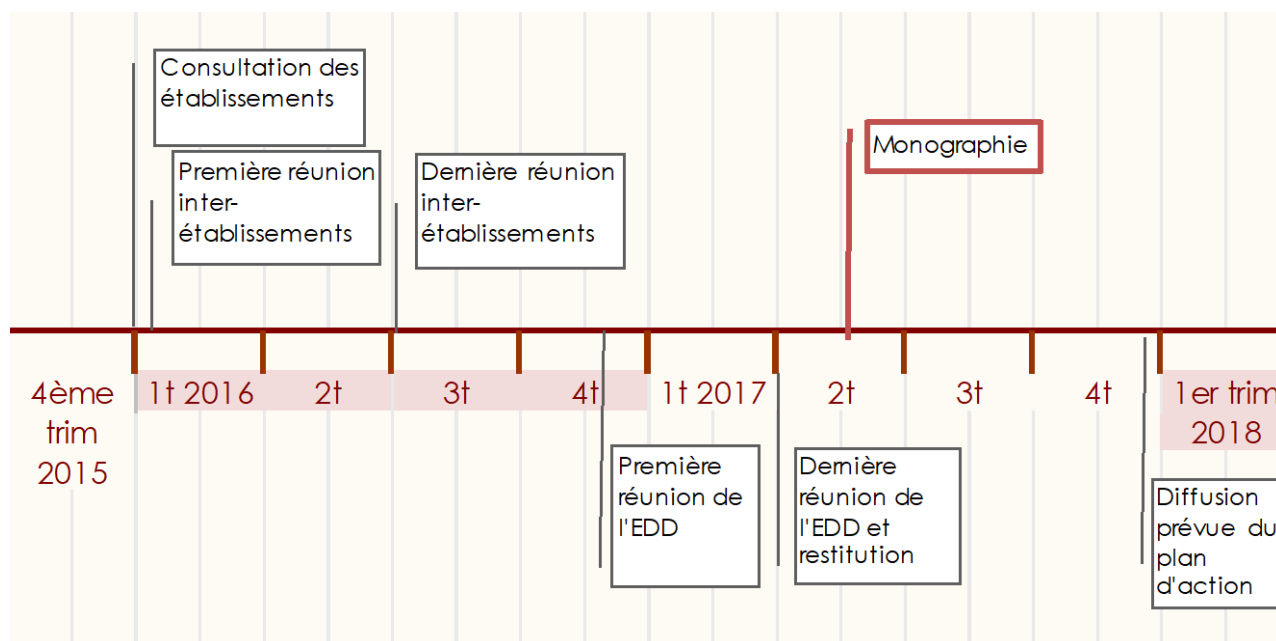 Consultation des
établissements
Première réunion
inter-
établissements
Dernière réunion
inter-
établissements
Monographie
4ème
trim
2015
1t 2016
2t
3t
4t
1t 2017
2t
3t
4t
1er trim
2018
Première
réunion de
l'EDD
Dernière
réunion de
l'EDD et
restitution
Diffusion
prévue du
plan
d'action